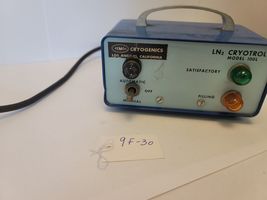 CRYOGENICS
LOS ANGELES, CALIFORNIA
LN₂ CRYOTROL
MODEL 100L
SATISFACTORY
AUTOMATIC
OFF
MANUAL
FILLING
9F-30